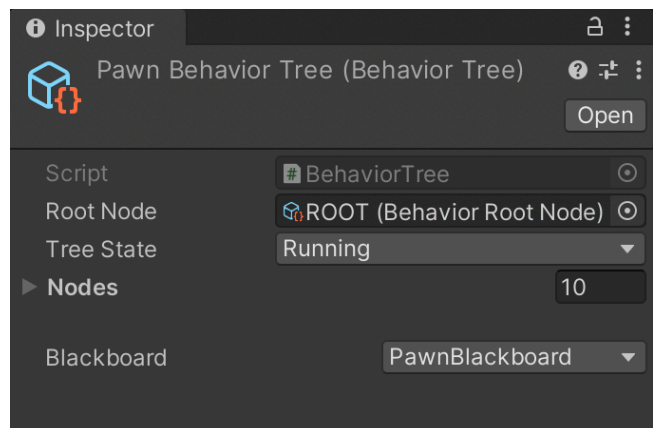 Inspector
Pawn Behavior Tree (Behavior Tree)
Open
Script # BehaviorTree
Root Node ROOT (Behavior Root Node)
Tree State Running
Nodes 10
Blackboard PawnBlackboard